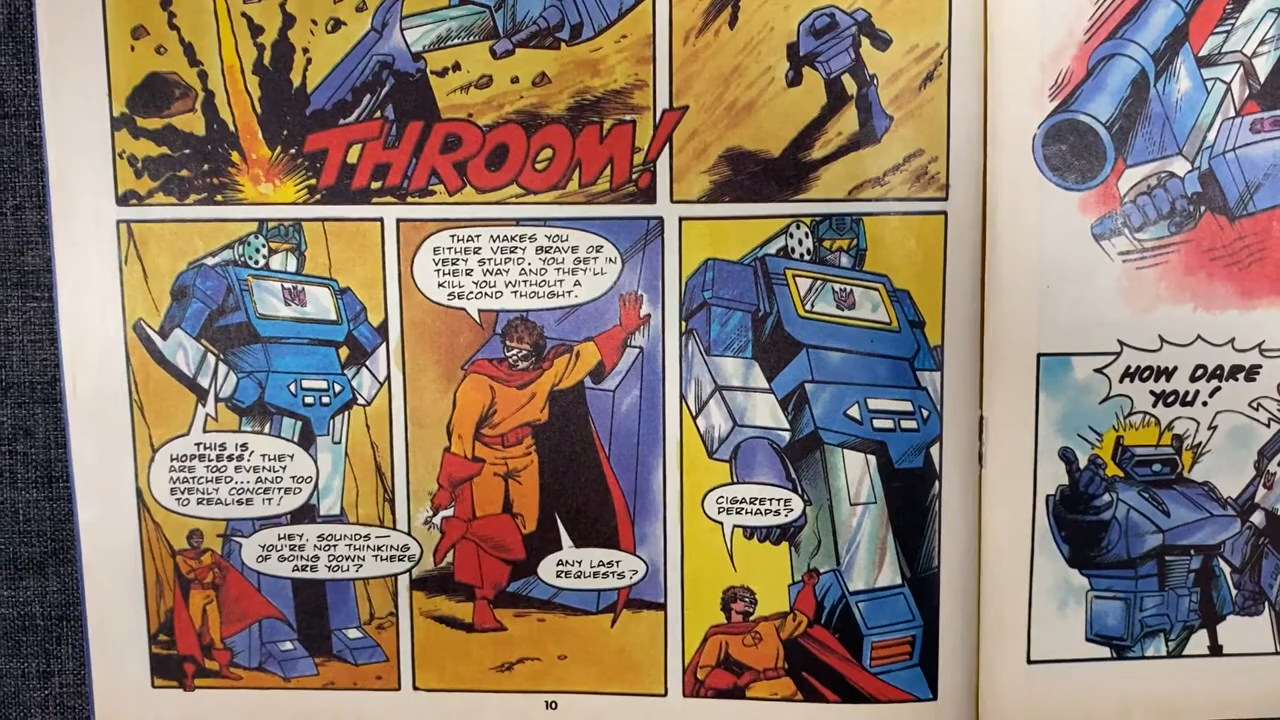 THROOM!
THIS IS
HOPELESS! THEY
ARE TOO EVENLY
MATCHED... AND TOO
EVENLY CONCEITED
TO REALISE IT!
HEY, SOUNDS—
YOU'RE NOT THINKING
OF GOING DOWN THERE
ARE YOU?
THAT MAKES YOU
EITHER VERY BRAVE OR
VERY STUPID. YOU GET IN
THEIR WAY AND THEY'LL
KILL YOU WITHOUT A
SECOND THOUGHT.
ANY LAST
REQUESTS?
CIGARETTE
PERHAPS?
10
HOW DARE
YOU!